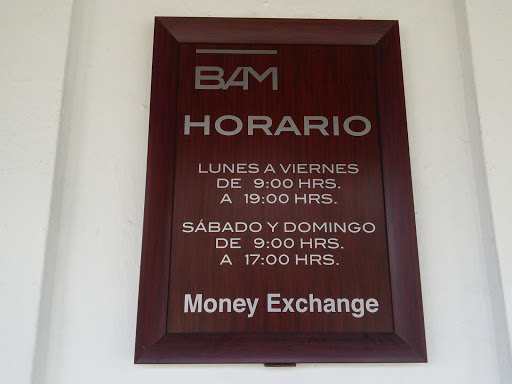 BAM
HORARIO
LUNES A VIERNES
DE 9:00 HRS.
A 19:00 HRS.
SÁBADO Y DOMINGO
DE 9:00 HRS.
A 17:00 HRS.
Money Exchange